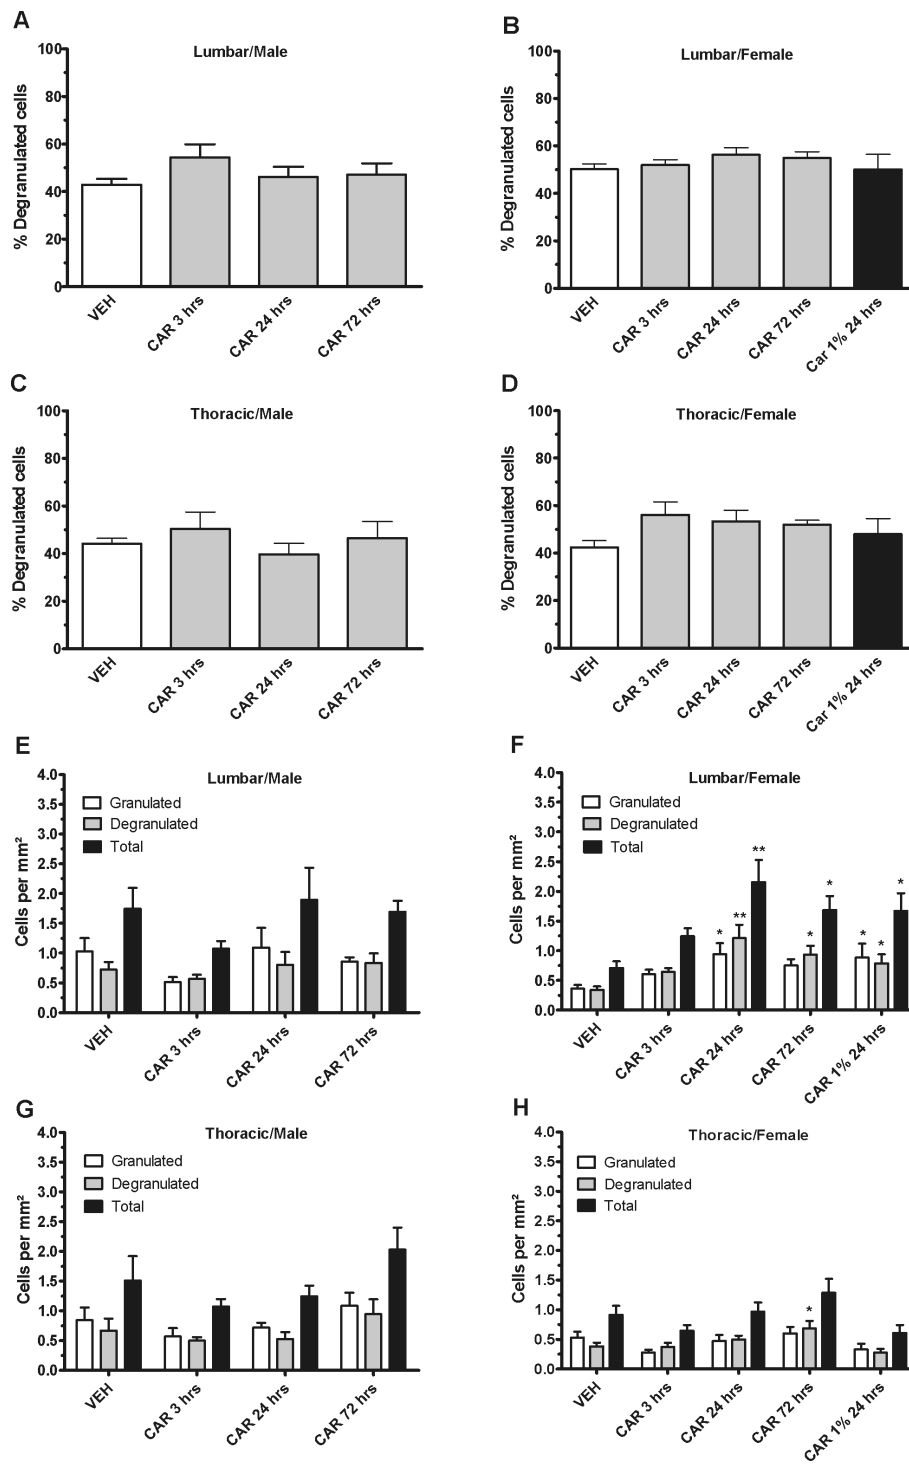 A
Lumbar/Male
% Degranulated cells
100
80
60
40
20
0
VEH
CAR 3 hrs
CAR 24 hrs
CAR 72 hrs
B
Lumbar/Female
% Degranulated cells
100
80
60
40
20
0
VEH
CAR 3 hrs
CAR 24 hrs
CAR 72 hrs
Car 1% 24 hrs
C
Thoracic/Male
% Degranulated cells
100
80
60
40
20
0
VEH
CAR 3 hrs
CAR 24 hrs
CAR 72 hrs
D
Thoracic/Female
% Degranulated cells
100
80
60
40
20
0
VEH
CAR 3 hrs
CAR 24 hrs
CAR 72 hrs
Car 1% 24 hrs
E
Lumbar/Male
Granulated
Degranulated
Total
Cells per mm²
4.0
3.5
3.0
2.5
2.0
1.5
1.0
0.5
0.0
VEH
CAR 3 hrs
CAR 24 hrs
CAR 72 hrs
F
Lumbar/Female
Granulated
Degranulated
Total
Cells per mm²
4.0
3.5
3.0
2.5
2.0
1.5
1.0
0.5
0.0
* ** **
* *
* * *
VEH
CAR 3 hrs
CAR 24 hrs
CAR 72 hrs
CAR 1% 24 hrs
G
Thoracic/Male
Granulated
Degranulated
Total
Cells per mm²
4.0
3.5
3.0
2.5
2.0
1.5
1.0
0.5
0.0
VEH
CAR 3 hrs
CAR 24 hrs
CAR 72 hrs
H
Thoracic/Female
Granulated
Degranulated
Total
Cells per mm²
4.0
3.5
3.0
2.5
2.0
1.5
1.0
0.5
0.0
*
VEH
CAR 3 hrs
CAR 24 hrs
CAR 72 hrs
CAR 1% 24 hrs